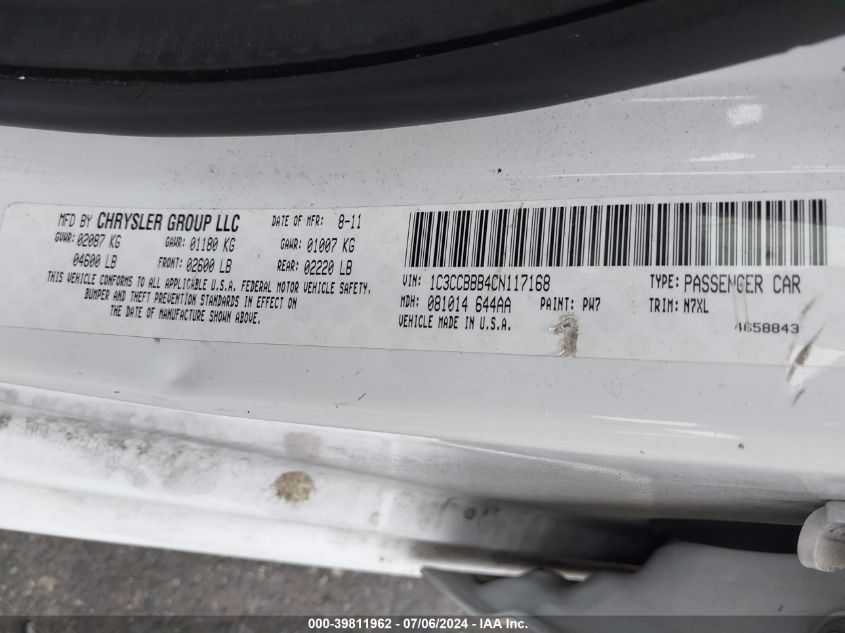 MFD BY CHRYSLER GROUP LLC DATE OF MFR: 8-11
GVWR: 02087 KG GAWR: 01180 KG GAWR: 01007 KG
04600 LB FRONT: 02600 LB REAR: 02220 LB
THIS VEHICLE CONFORMS TO ALL APPLICABLE U.S.A. FEDERAL MOTOR VEHICLE SAFETY,
BUMPER AND THEFT PREVENTION STANDARDS IN EFFECT ON
THE DATE OF MANUFACTURE SHOWN ABOVE.
VIN: 1C3CCBBB4CN117168 TYPE: PASSENGER CAR
MDH: 081014 644AA PAINT: PW7 TRIM: N7XL
VEHICLE MADE IN U.S.A. 4658843
000-39811962 - 07/06/2024 - IAA Inc.